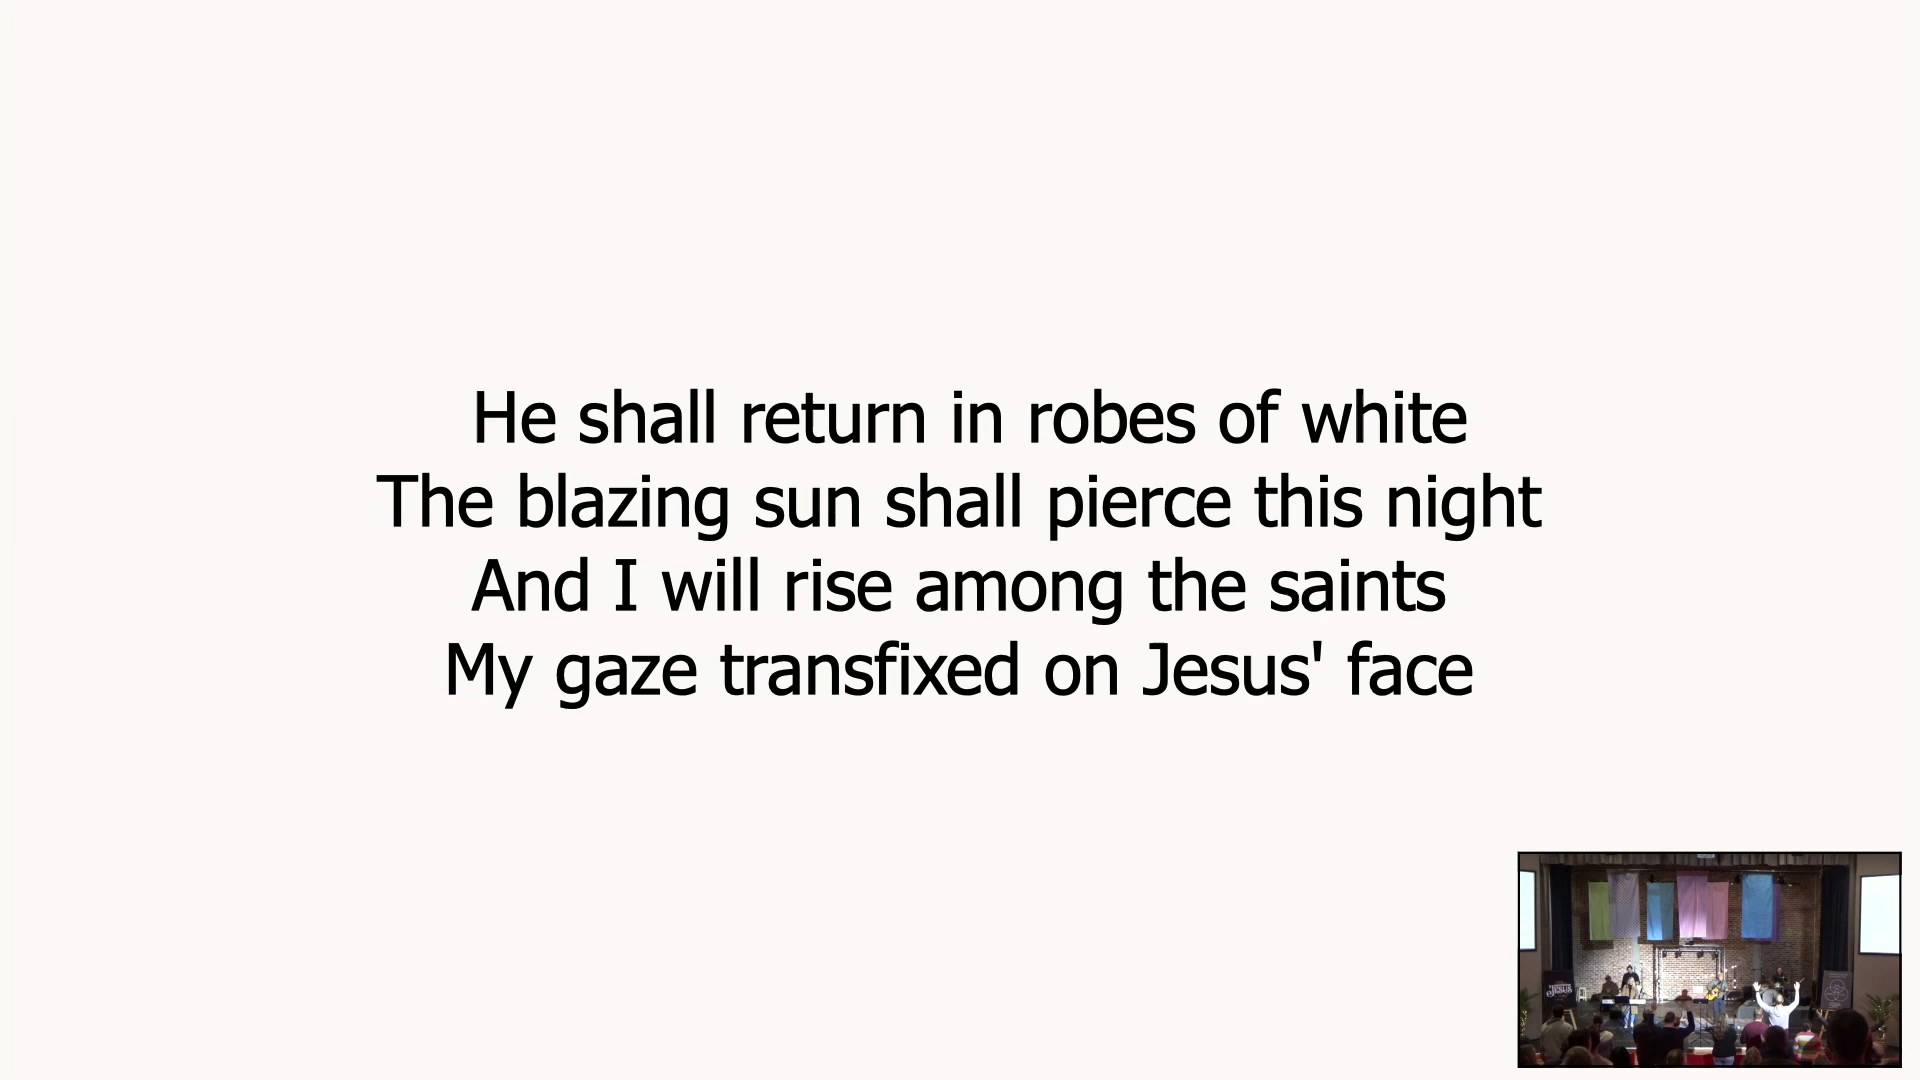 He shall return in robes of white
The blazing sun shall pierce this night
And I will rise among the saints
My gaze transfixed on Jesus' face
Jesus